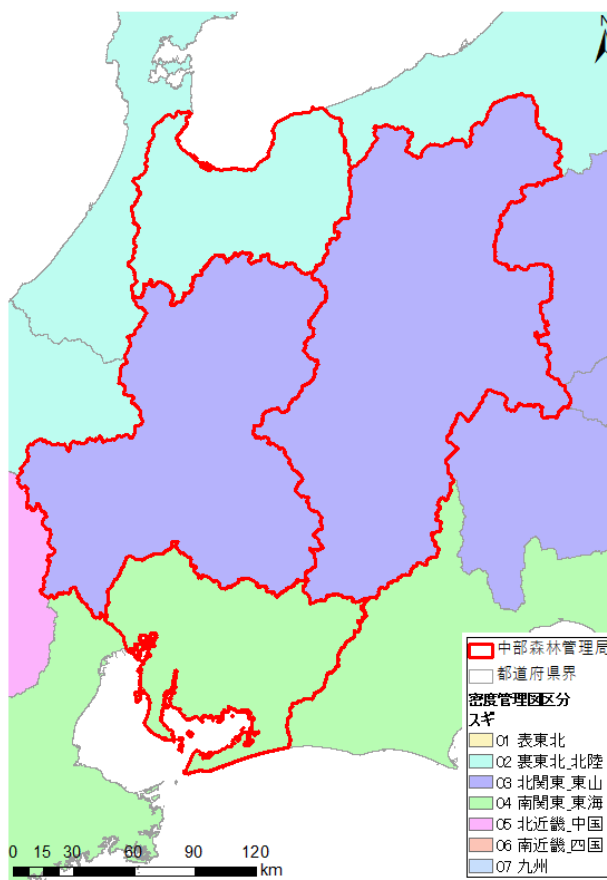 N
中部森林管理局
都道府県界
密度管理図区分
スギ
01 表東北
02 裏東北_北陸
03 北関東_東山
04 南関東_東海
05 北近畿_中国
06 南近畿_四国
07 九州
0 15 30 60 90 120
km